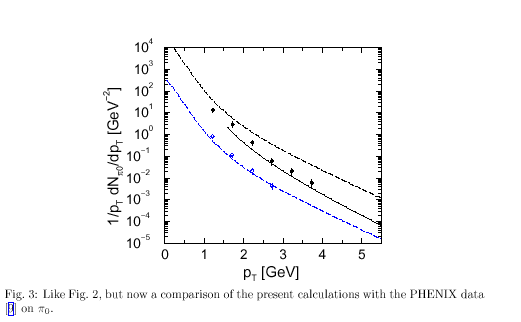 10^4
10^3
10^2
10^1
10^0
10^-1
10^-2
10^-3
10^-4
10^-5
1/p_T dN_π0/dp_T [GeV^-2]
0 1 2 3 4 5
p_T [GeV]
Fig. 3: Like Fig. 2, but now a comparison of the present calculations with the PHENIX data
on π0.